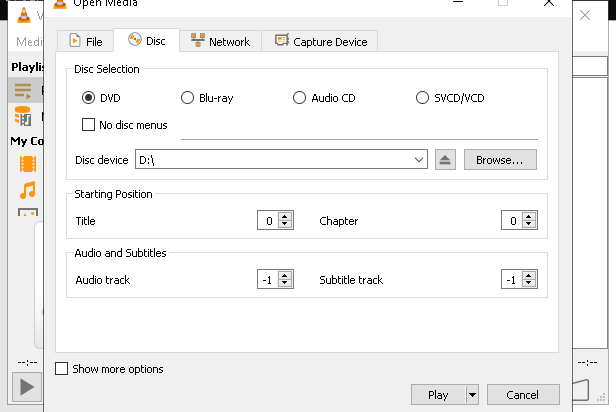 Open Media
Medi
File
Disc
Network
Capture Device
Playlis
My Co
Disc Selection
DVD
Blu-ray
Audio CD
SVCD/VCD
No disc menus
Disc device
D:\
Browse...
Starting Position
Title
0
Chapter
0
Audio and Subtitles
Audio track
-1
Subtitle track
-1
--:--
--:--
Show more options
Play
Cancel